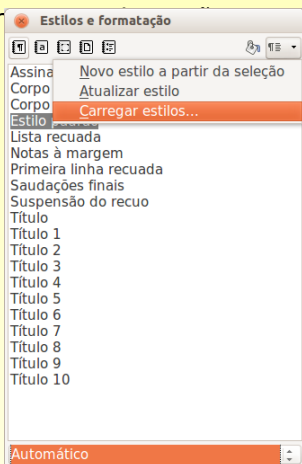 Estilos e formatação
Novo estilo a partir da seleção
Atualizar estilo
Carregar estilos...
Assina
Corpo
Corpo
Estilo
Lista recuada
Notas à margem
Primeira linha recuada
Saudações finais
Suspensão do recuo
Título
Título 1
Título 2
Título 3
Título 4
Título 5
Título 6
Título 7
Título 8
Título 9
Título 10
Automático